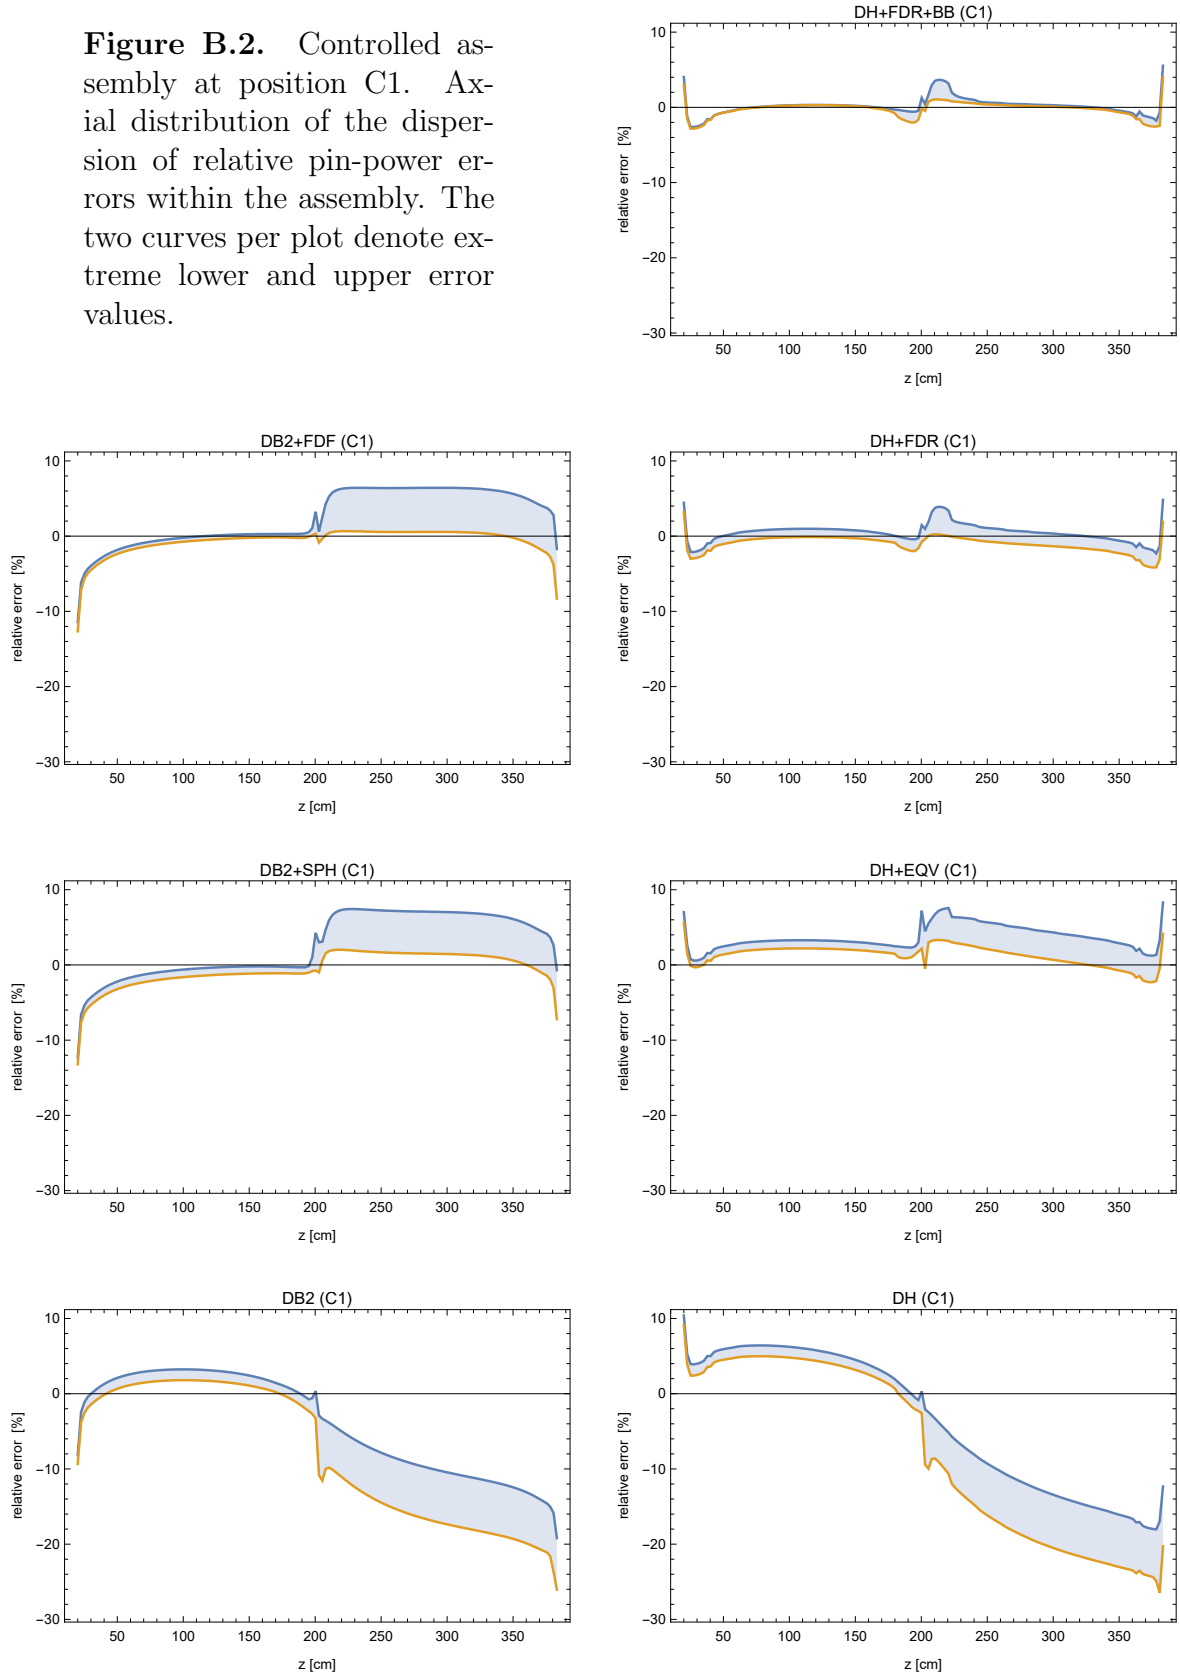 Figure B.2. Controlled as-
sembly at position C1. Ax-
ial distribution of the disper-
sion of relative pin-power er-
rors within the assembly. The
two curves per plot denote ex-
treme lower and upper error
values.
DH+FDR+BB (C1)
10
0
−10
−20
−30
relative error [%]
50 100 150 200 250 300 350
z [cm]
DB2+FDF (C1)
10
0
−10
−20
−30
relative error [%]
50 100 150 200 250 300 350
z [cm]
DH+FDR (C1)
10
0
−10
−20
−30
relative error [%]
50 100 150 200 250 300 350
z [cm]
DB2+SPH (C1)
10
0
−10
−20
−30
relative error [%]
50 100 150 200 250 300 350
z [cm]
DH+EQV (C1)
10
0
−10
−20
−30
relative error [%]
50 100 150 200 250 300 350
z [cm]
DB2 (C1)
10
0
−10
−20
−30
relative error [%]
50 100 150 200 250 300 350
z [cm]
DH (C1)
10
0
−10
−20
−30
relative error [%]
50 100 150 200 250 300 350
z [cm]